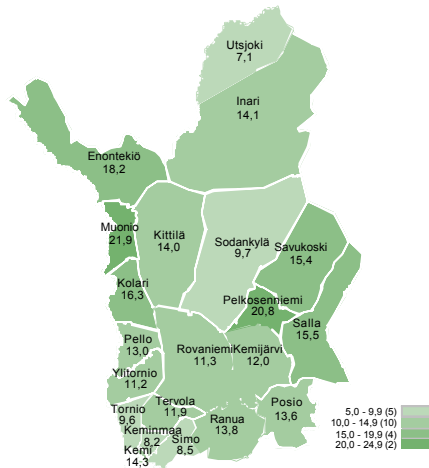 Utsjoki
7,1
Inari
14,1
Enontekiö
18,2
Muonio
21,9
Kittilä
14,0
Sodankylä
9,7
Savukoski
15,4
Kolari
16,3
Pelkosenniemi
20,8
Salla
15,5
Pello
13,0
Rovaniemi
11,3
Kemijärvi
12,0
Ylitornio
11,2
Tornio
9,6
Tervola
11,9
Posio
13,6
Keminmaa
8,2
Simo
8,5
Ranua
13,8
Kemi
14,3
5,0 - 9,9 (5)
10,0 - 14,9 (10)
15,0 - 19,9 (4)
20,0 - 24,9 (2)